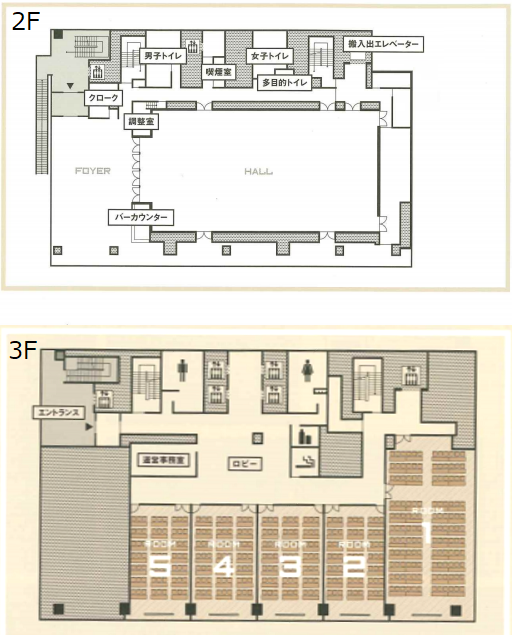 2F
搬入出エレベーター
男子トイレ
女子トイレ
喫煙室
多目的トイレ
クローク
調整室
FOYER
HALL
バーカウンター
3F
エントランス
運営事務室
ロビー
ROOM
1
ROOM
5
ROOM
4
ROOM
3
ROOM
2